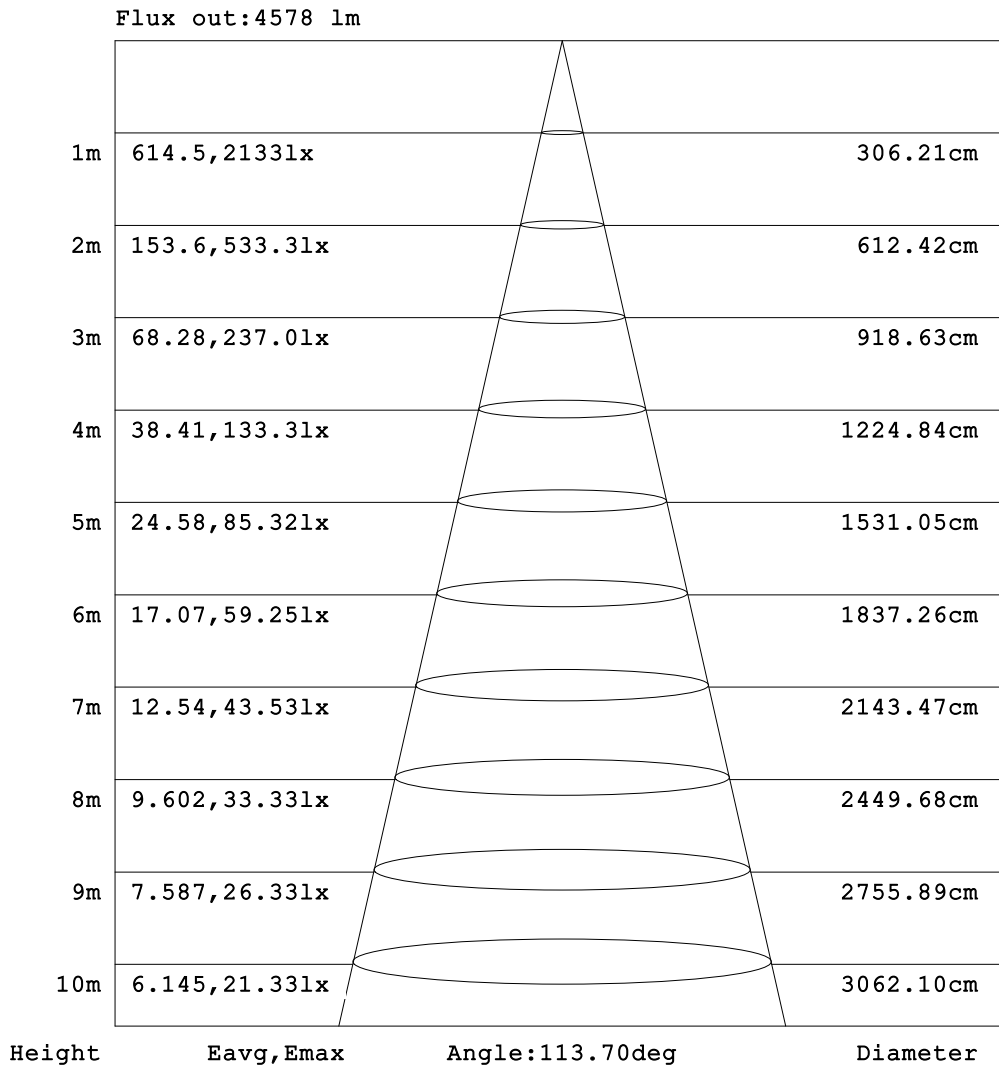 Flux out:4578 lm
1m 614.5,2133lx 306.21cm
2m 153.6,533.3lx 612.42cm
3m 68.28,237.0lx 918.63cm
4m 38.41,133.3lx 1224.84cm
5m 24.58,85.32lx 1531.05cm
6m 17.07,59.25lx 1837.26cm
7m 12.54,43.53lx 2143.47cm
8m 9.602,33.33lx 2449.68cm
9m 7.587,26.33lx 2755.89cm
10m 6.145,21.33lx 3062.10cm
Height Eavg,Emax Angle:113.70deg Diameter